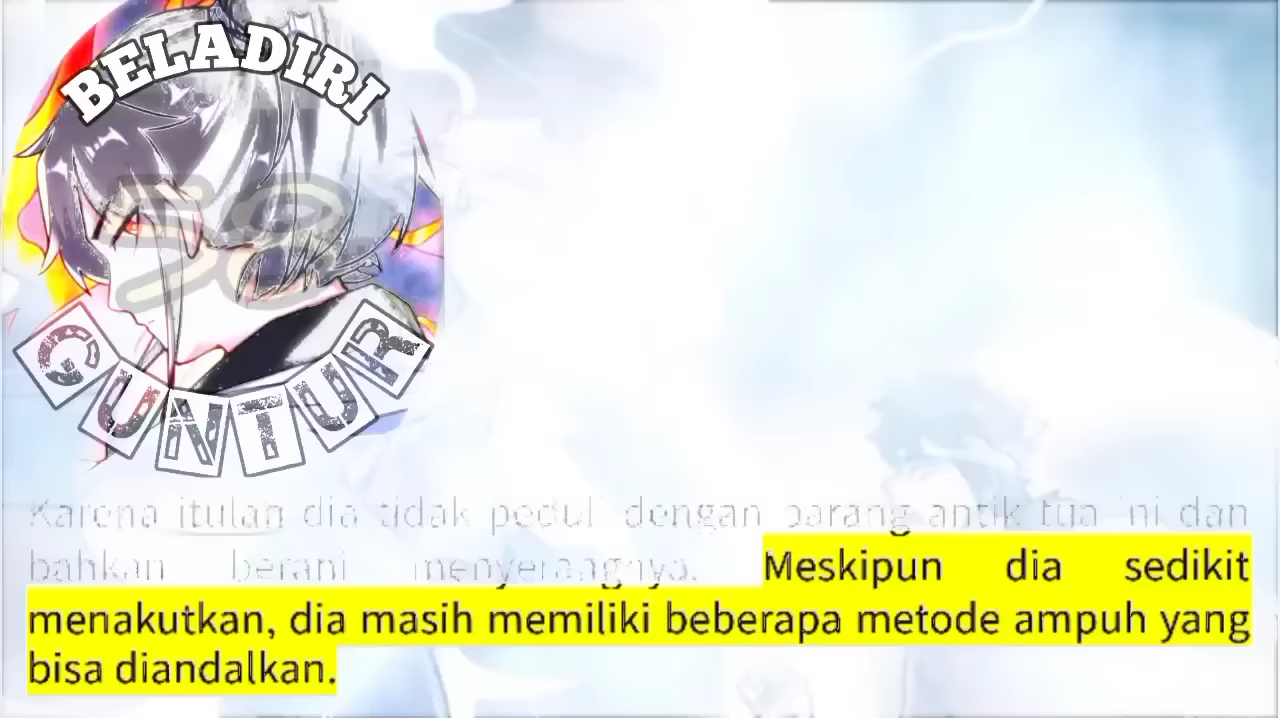 BELADIRI
58
GUNTUR
Karena itulah dia tidak peduli dengan barang antik tua ini dan
bahkan berani menyerangnya. Meskipun dia sedikit
menakutkan, dia masih memiliki beberapa metode ampuh yang
bisa diandalkan.